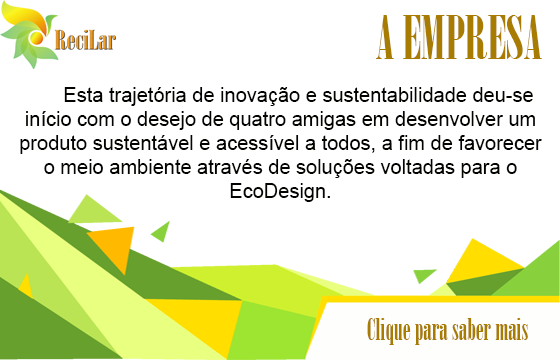 ReciLar
A EMPRESA
Esta trajetória de inovação e sustentabilidade deu-se
início com o desejo de quatro amigas em desenvolver um
produto sustentável e acessível a todos, a fim de favorecer
o meio ambiente através de soluções voltadas para o
EcoDesign.
Clique para saber mais